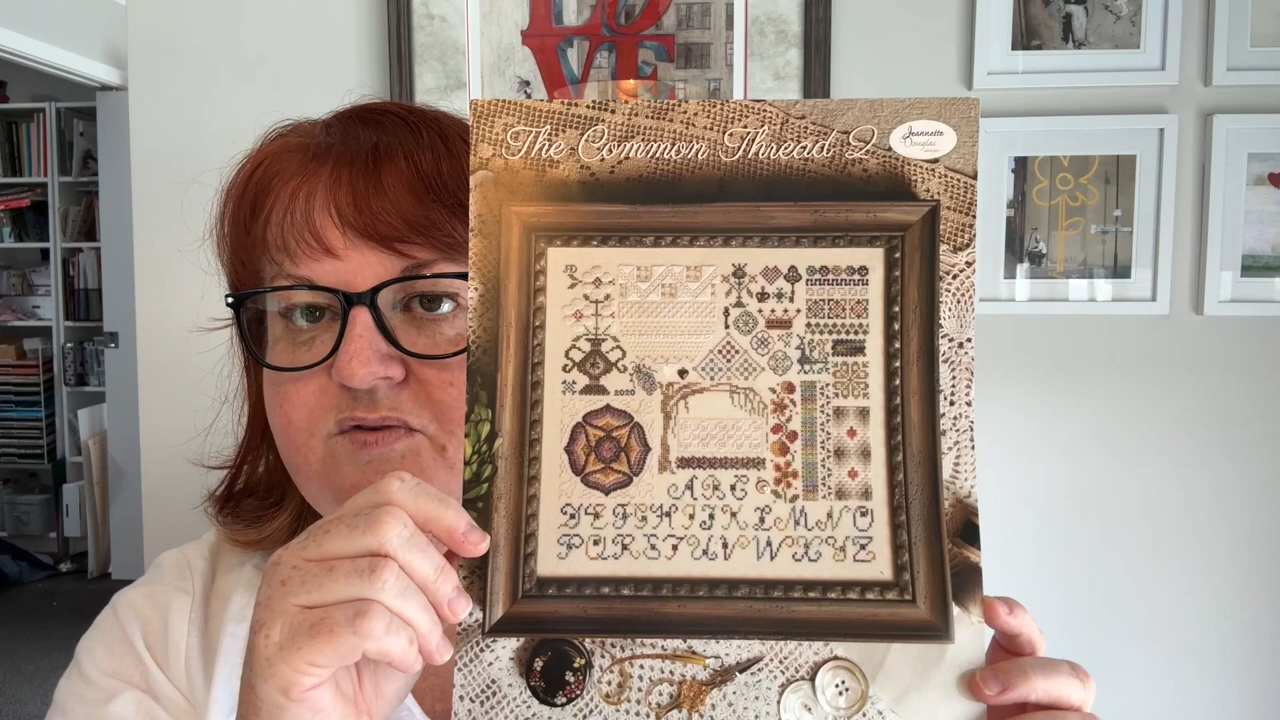 LOVE
The Common Thread 2
Jeannette
Douglas
2020
ABC
DEFGHIJKLMNO
PQRSTUVWXYZ